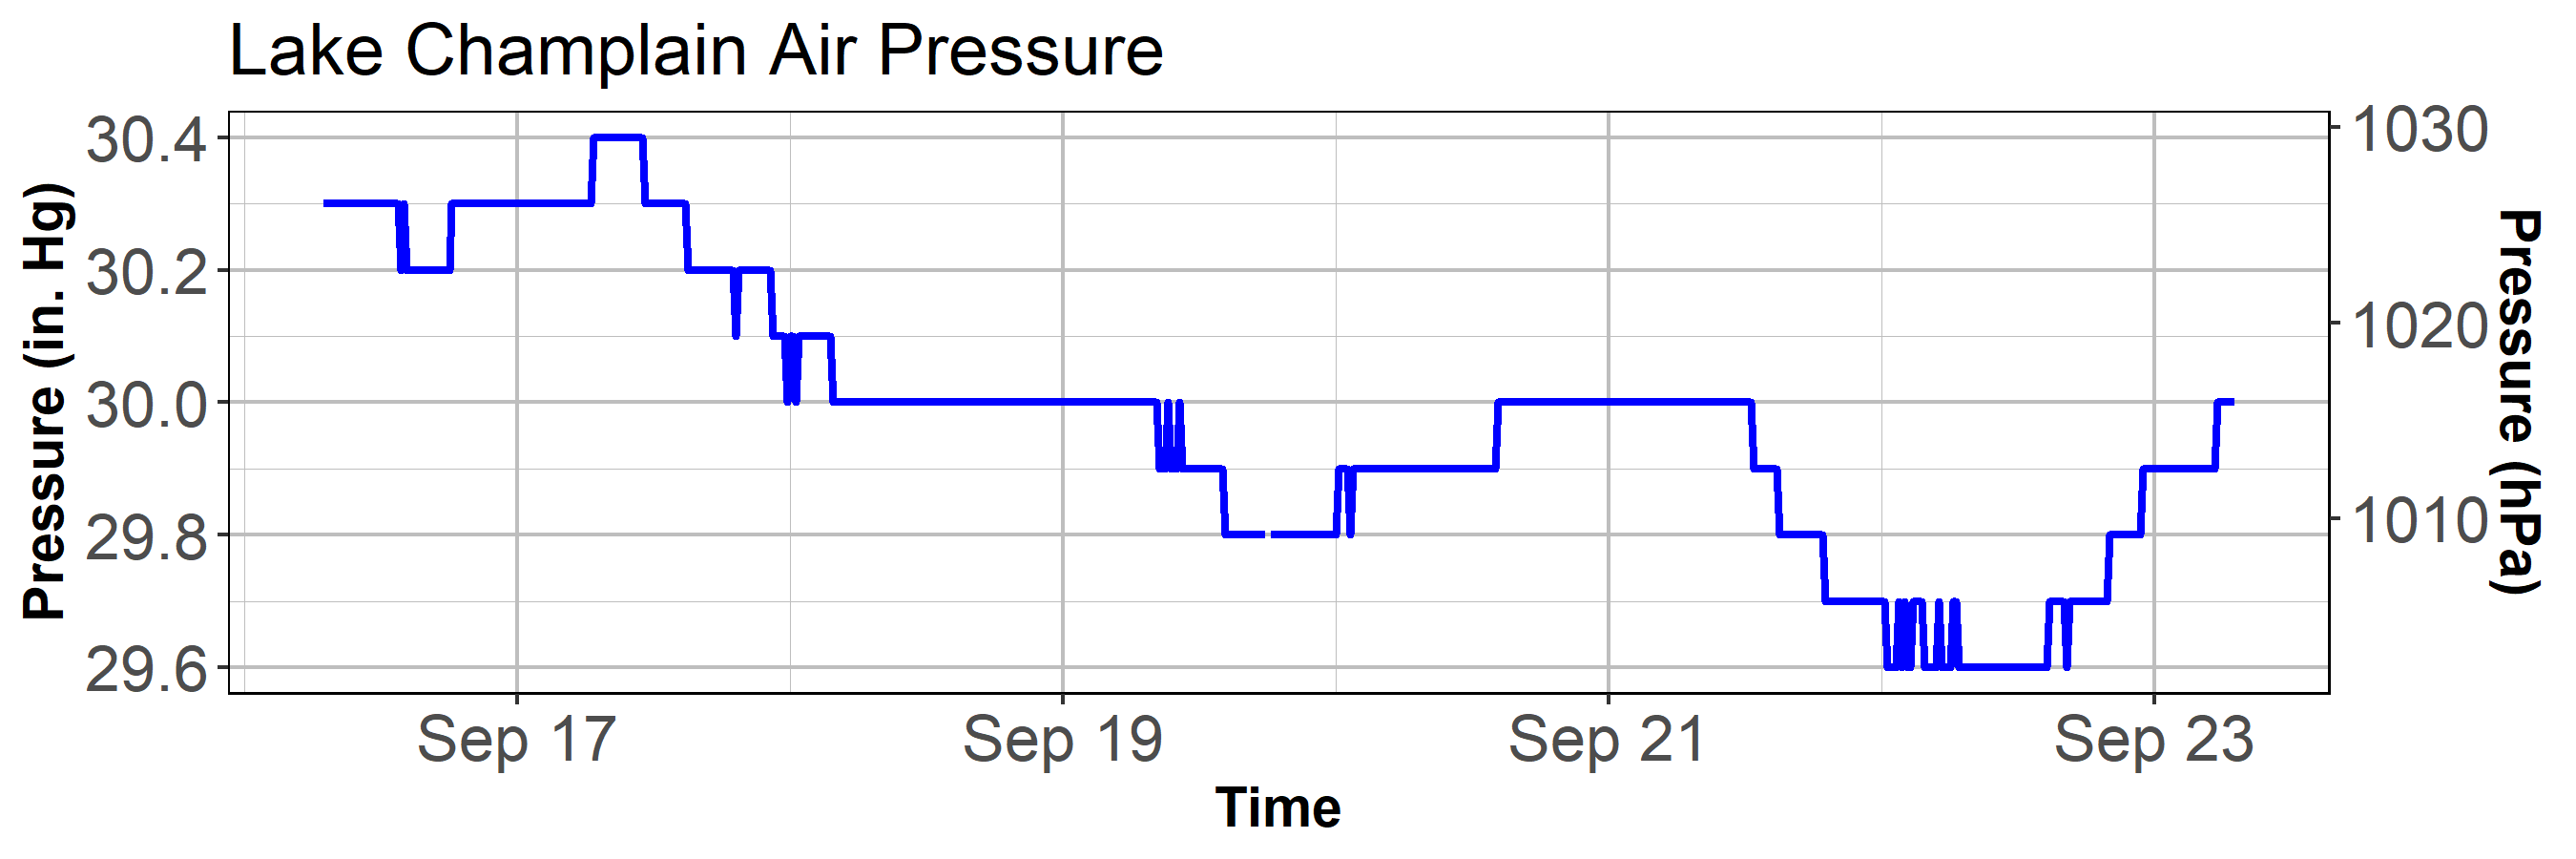 Lake Champlain Air Pressure
30.4
30.2
30.0
29.8
29.6
Pressure (in. Hg)
1030
1020
1010
Pressure (hPa)
Sep 17
Sep 19
Sep 21
Sep 23
Time